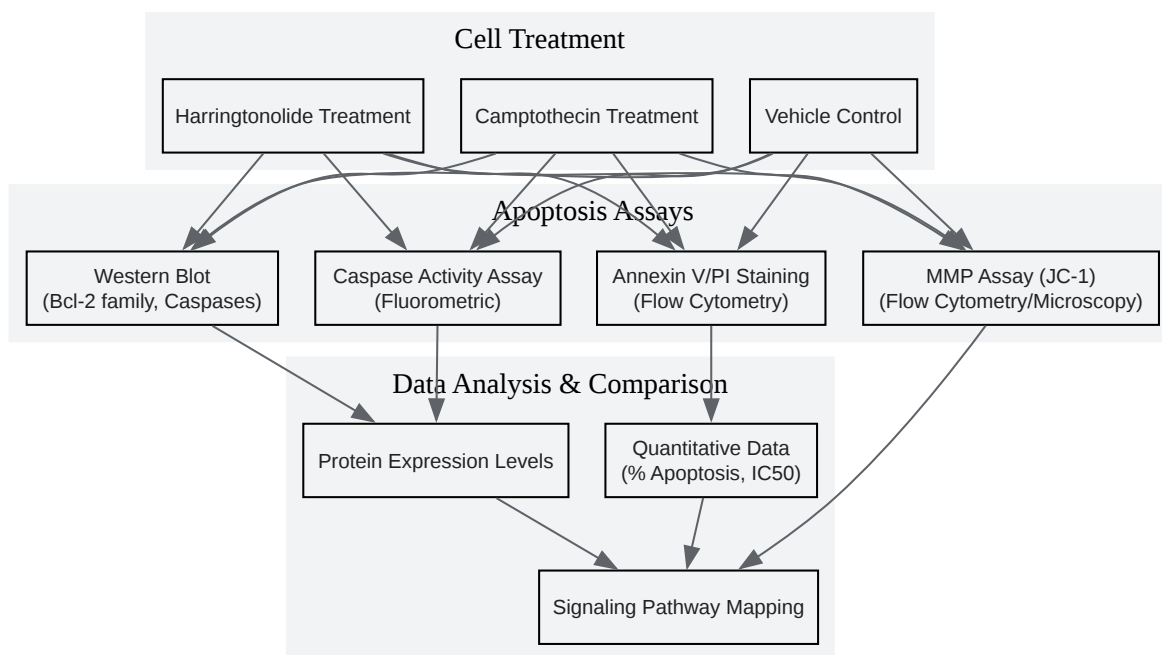 Cell Treatment
Harringtonolide Treatment
Camptothecin Treatment
Vehicle Control
Apoptosis Assays
Western Blot
(Bcl-2 family, Caspases)
Caspase Activity Assay
(Fluorometric)
Annexin V/PI Staining
(Flow Cytometry)
MMP Assay (JC-1)
(Flow Cytometry/Microscopy)
Data Analysis & Comparison
Protein Expression Levels
Quantitative Data
(% Apoptosis, IC50)
Signaling Pathway Mapping